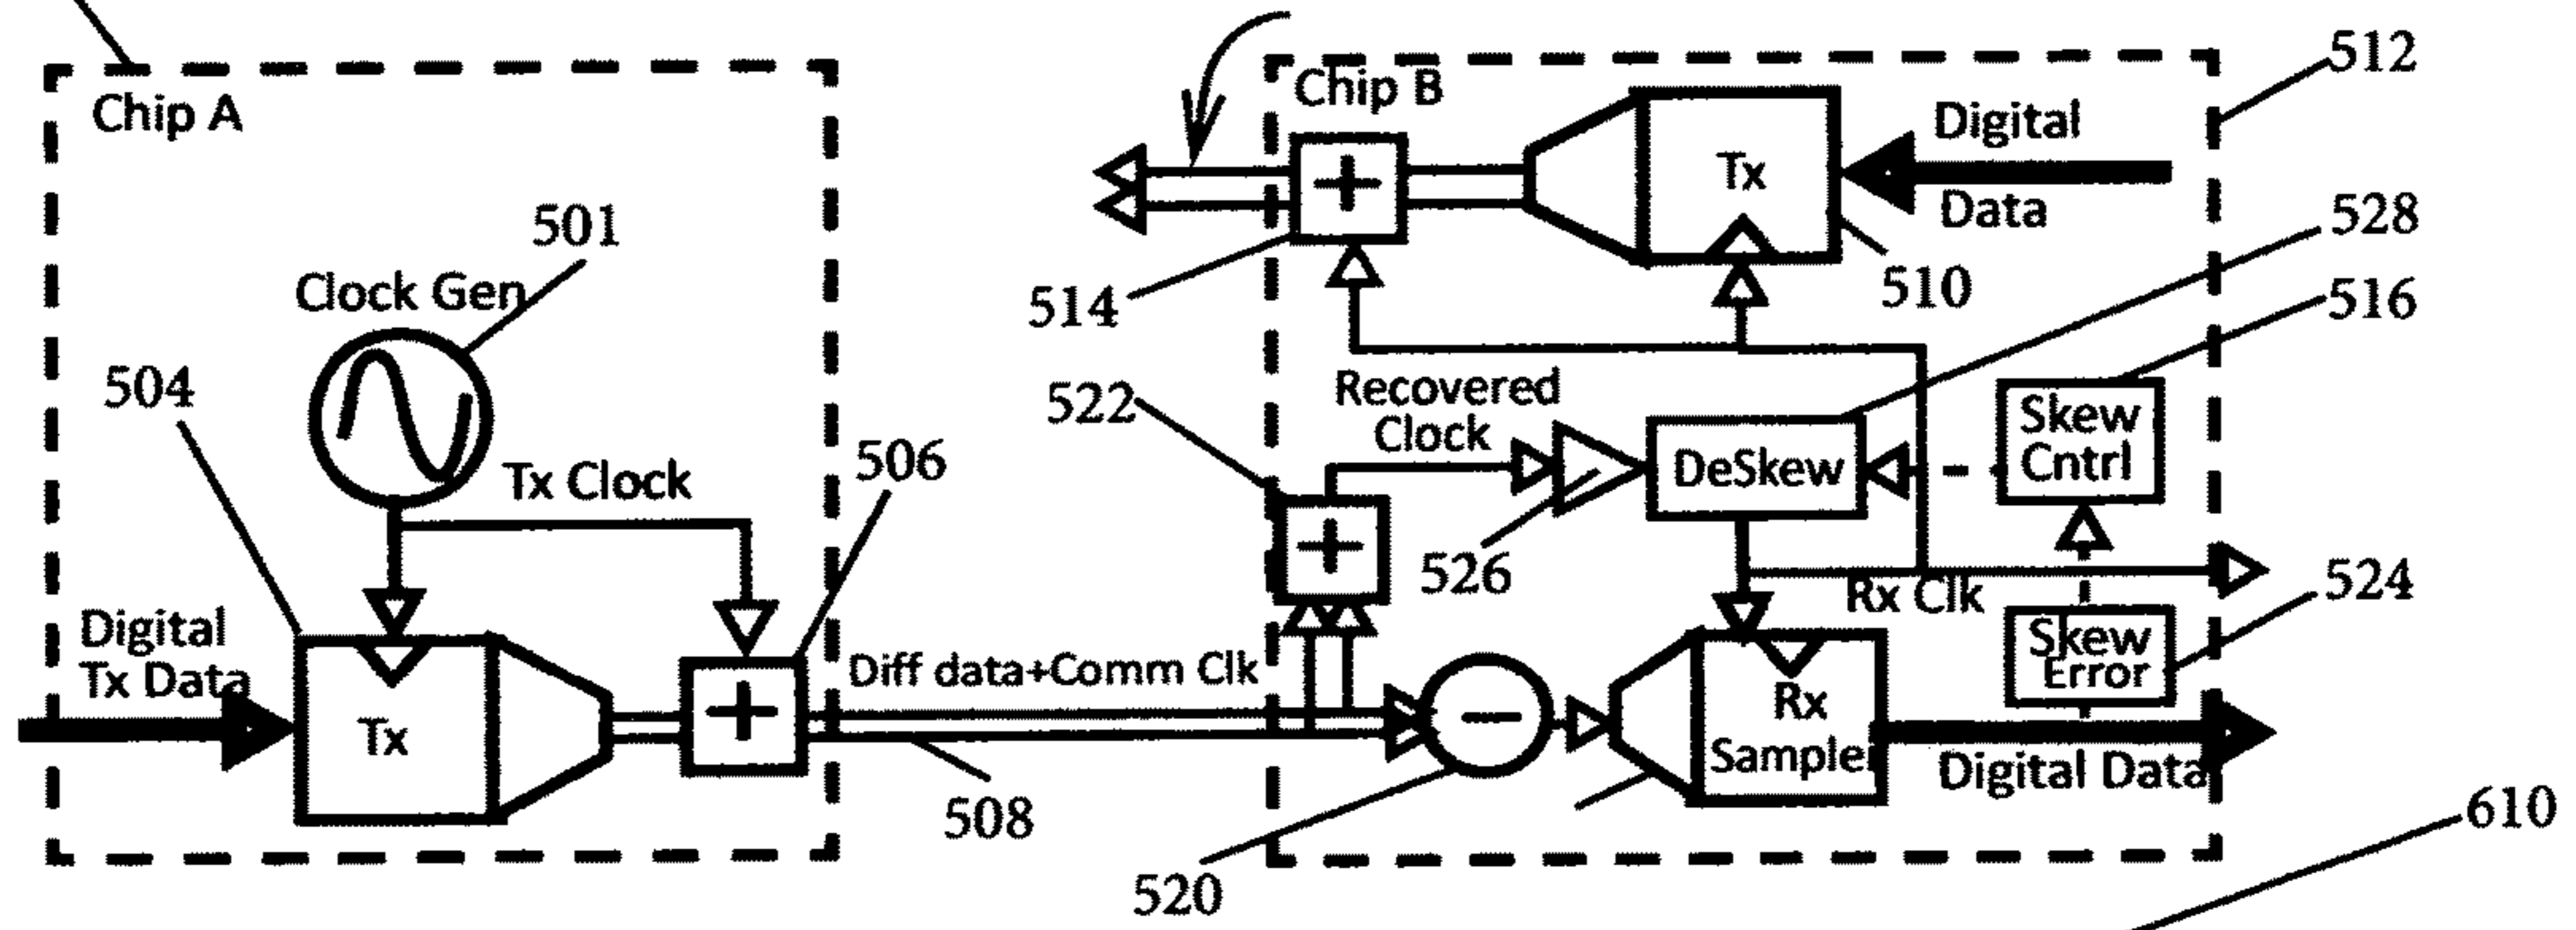 Chip A
501
Clock Gen
504
Tx Clock
506
Digital
Tx Data
Tx
+
Diff data+Comm Clk
508
Chip B
512
+
Tx
Digital
Data
528
514
510
516
522
Recovered
Clock
DeSkew
Skew
Cntrl
+
526
Rx Clk
524
Skew
Error
−
Rx
Sampler
Digital Data
520
610